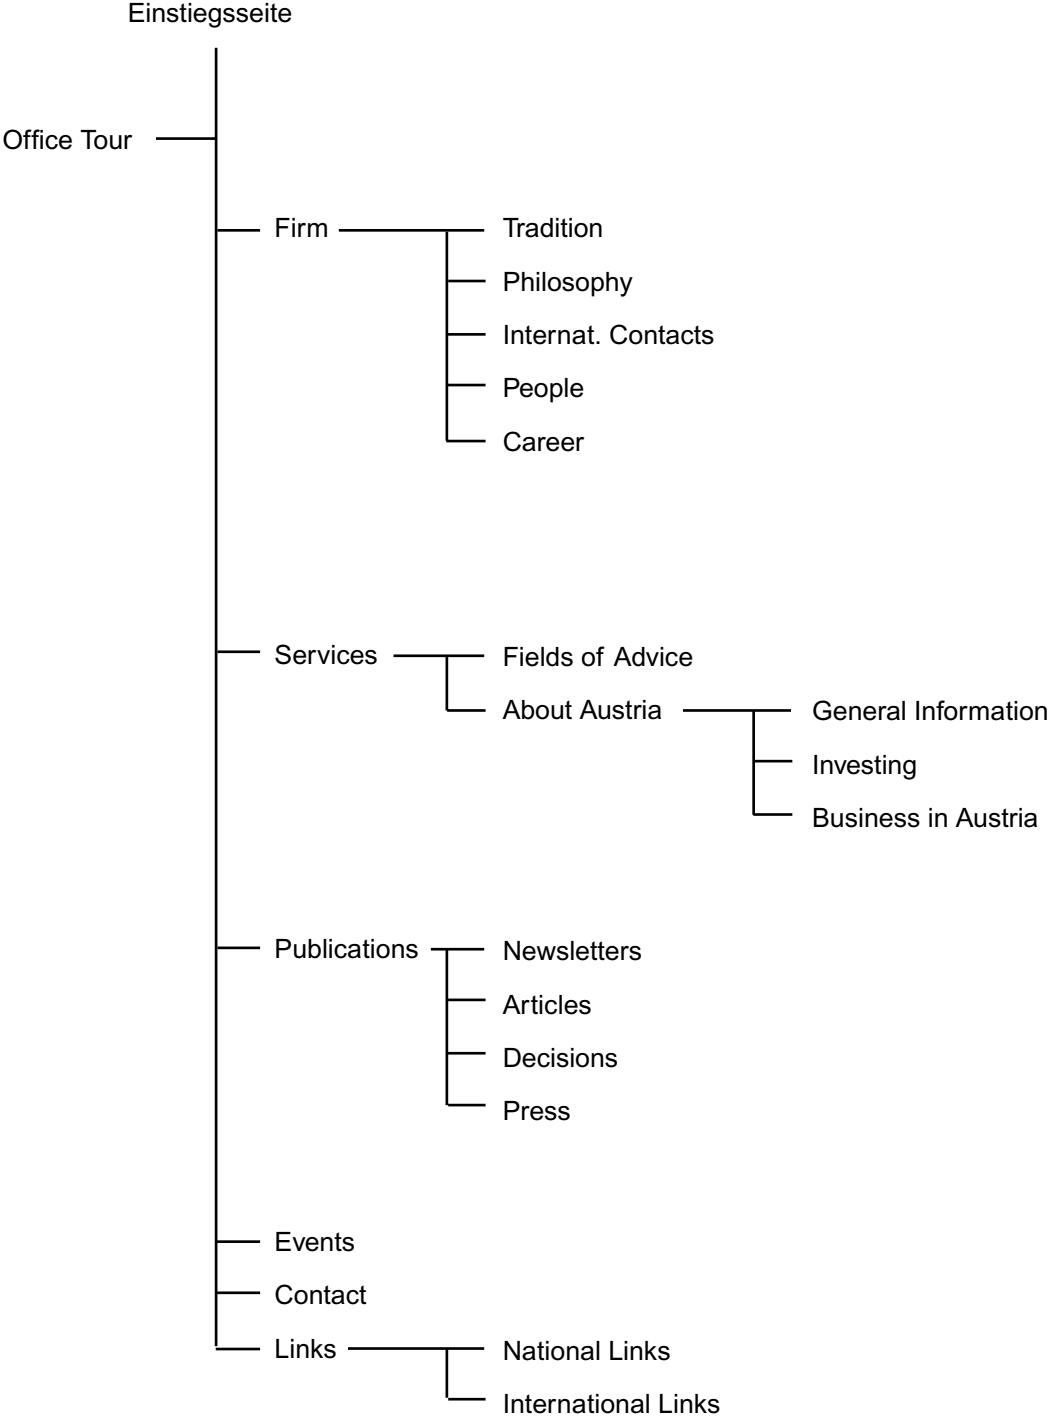 Einstiegsseite
Office Tour
Firm
Tradition
Philosophy
Internat. Contacts
People
Career
Services
Fields of Advice
About Austria
General Information
Investing
Business in Austria
Publications
Newsletters
Articles
Decisions
Press
Events
Contact
Links
National Links
International Links